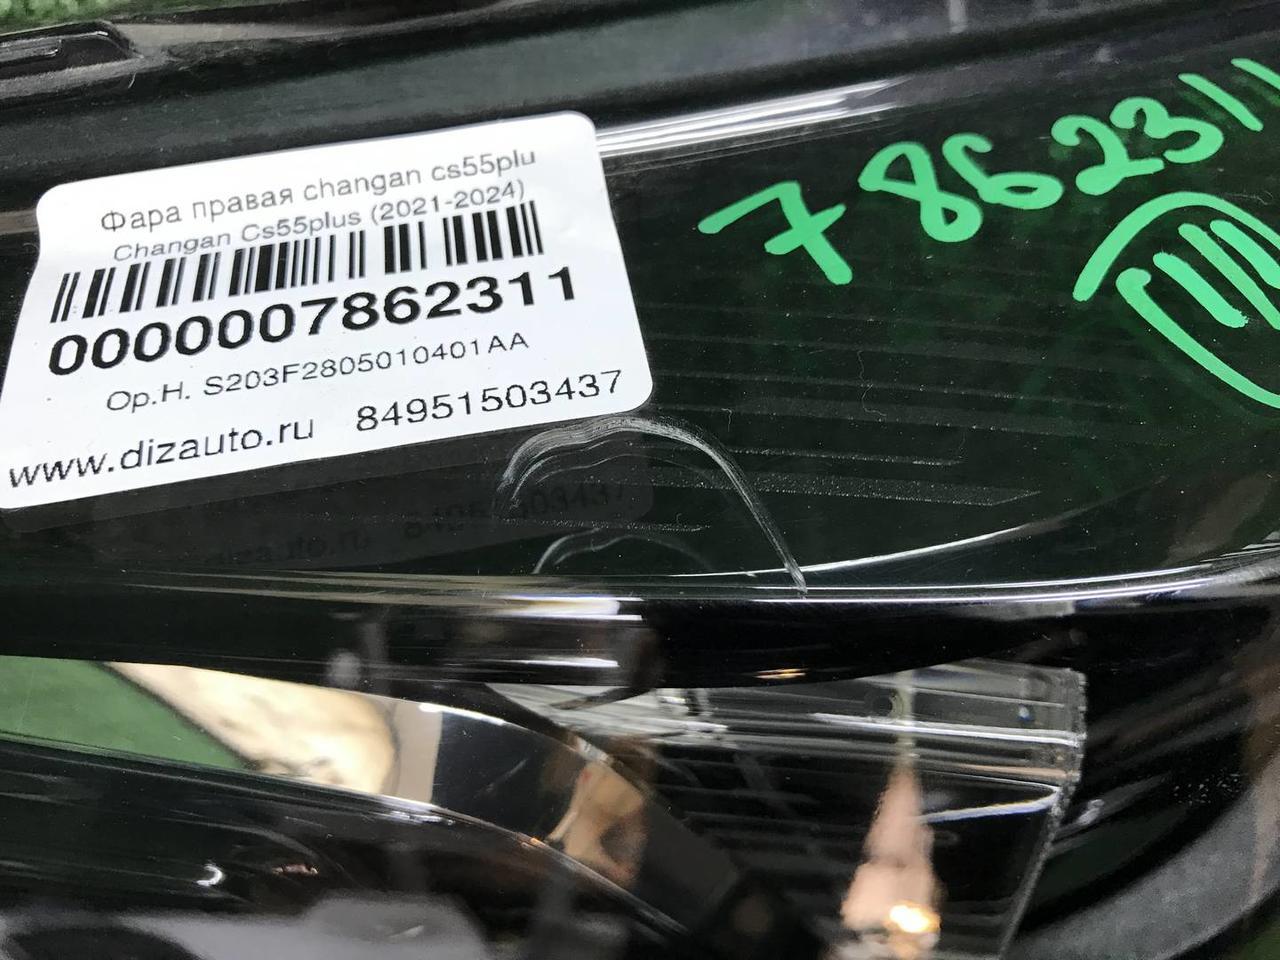 Фара правая changan cs55plu
Changan Cs55plus (2021-2024)
0000007862311
Ор.Н. S203F2805010401AA
www.dizauto.ru 84951503437
7862311